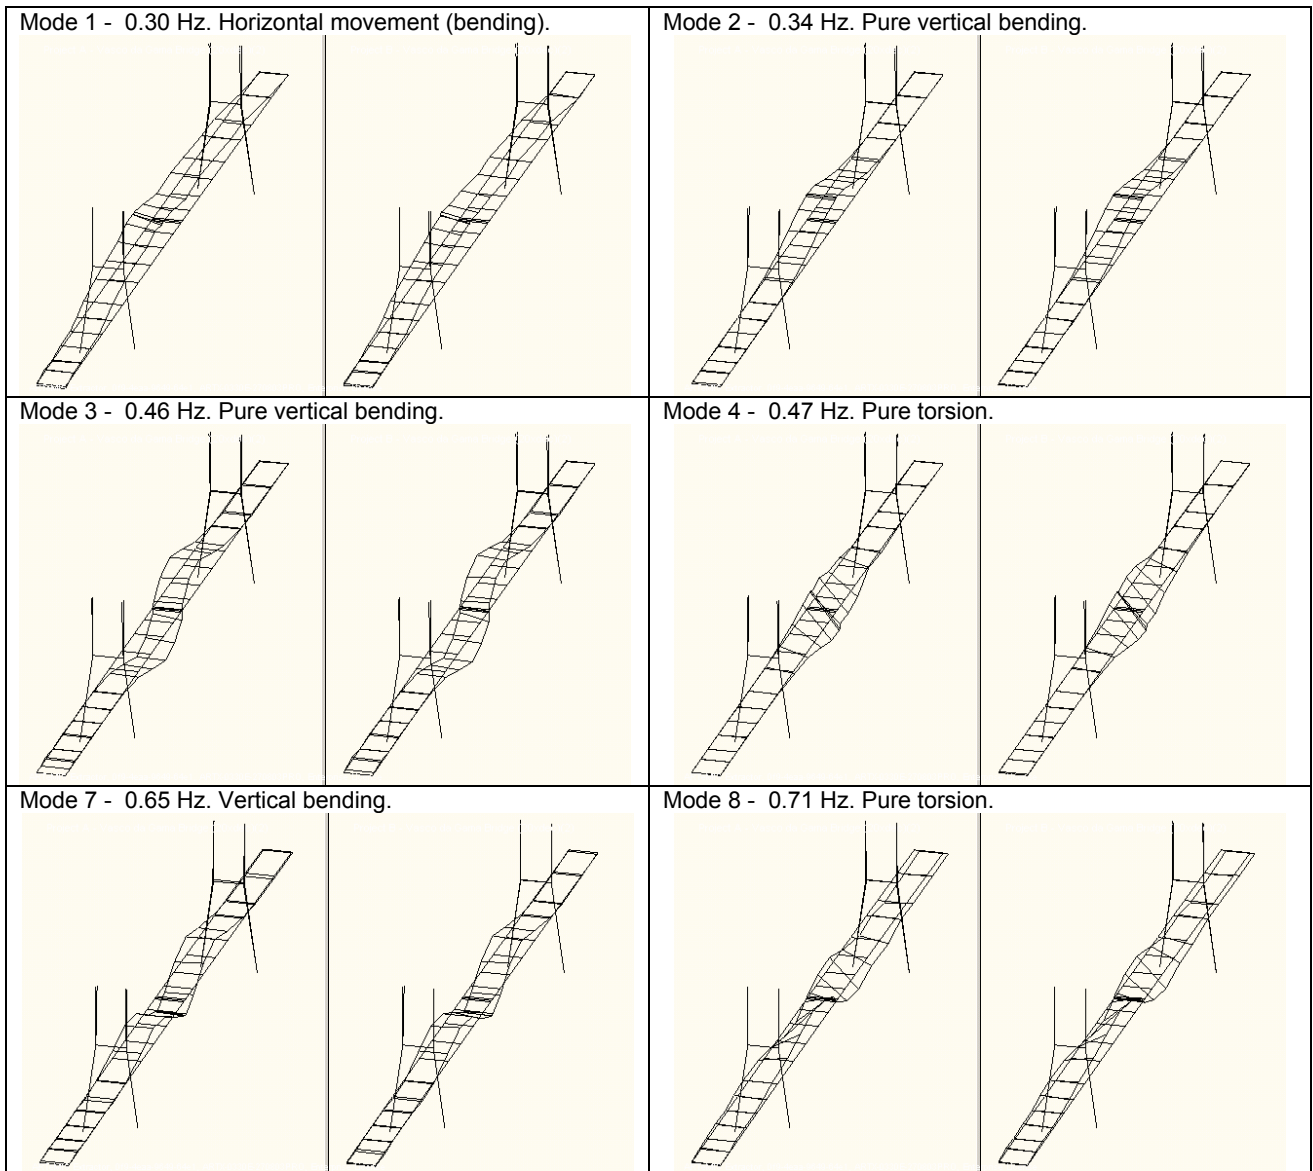 Mode 1 -  0.30 Hz. Horizontal movement (bending).
Mode 2 -  0.34 Hz. Pure vertical bending.
Mode 3 -  0.46 Hz. Pure vertical bending.
Mode 4 -  0.47 Hz. Pure torsion.
Mode 7 -  0.65 Hz. Vertical bending.
Mode 8 -  0.71 Hz. Pure torsion.